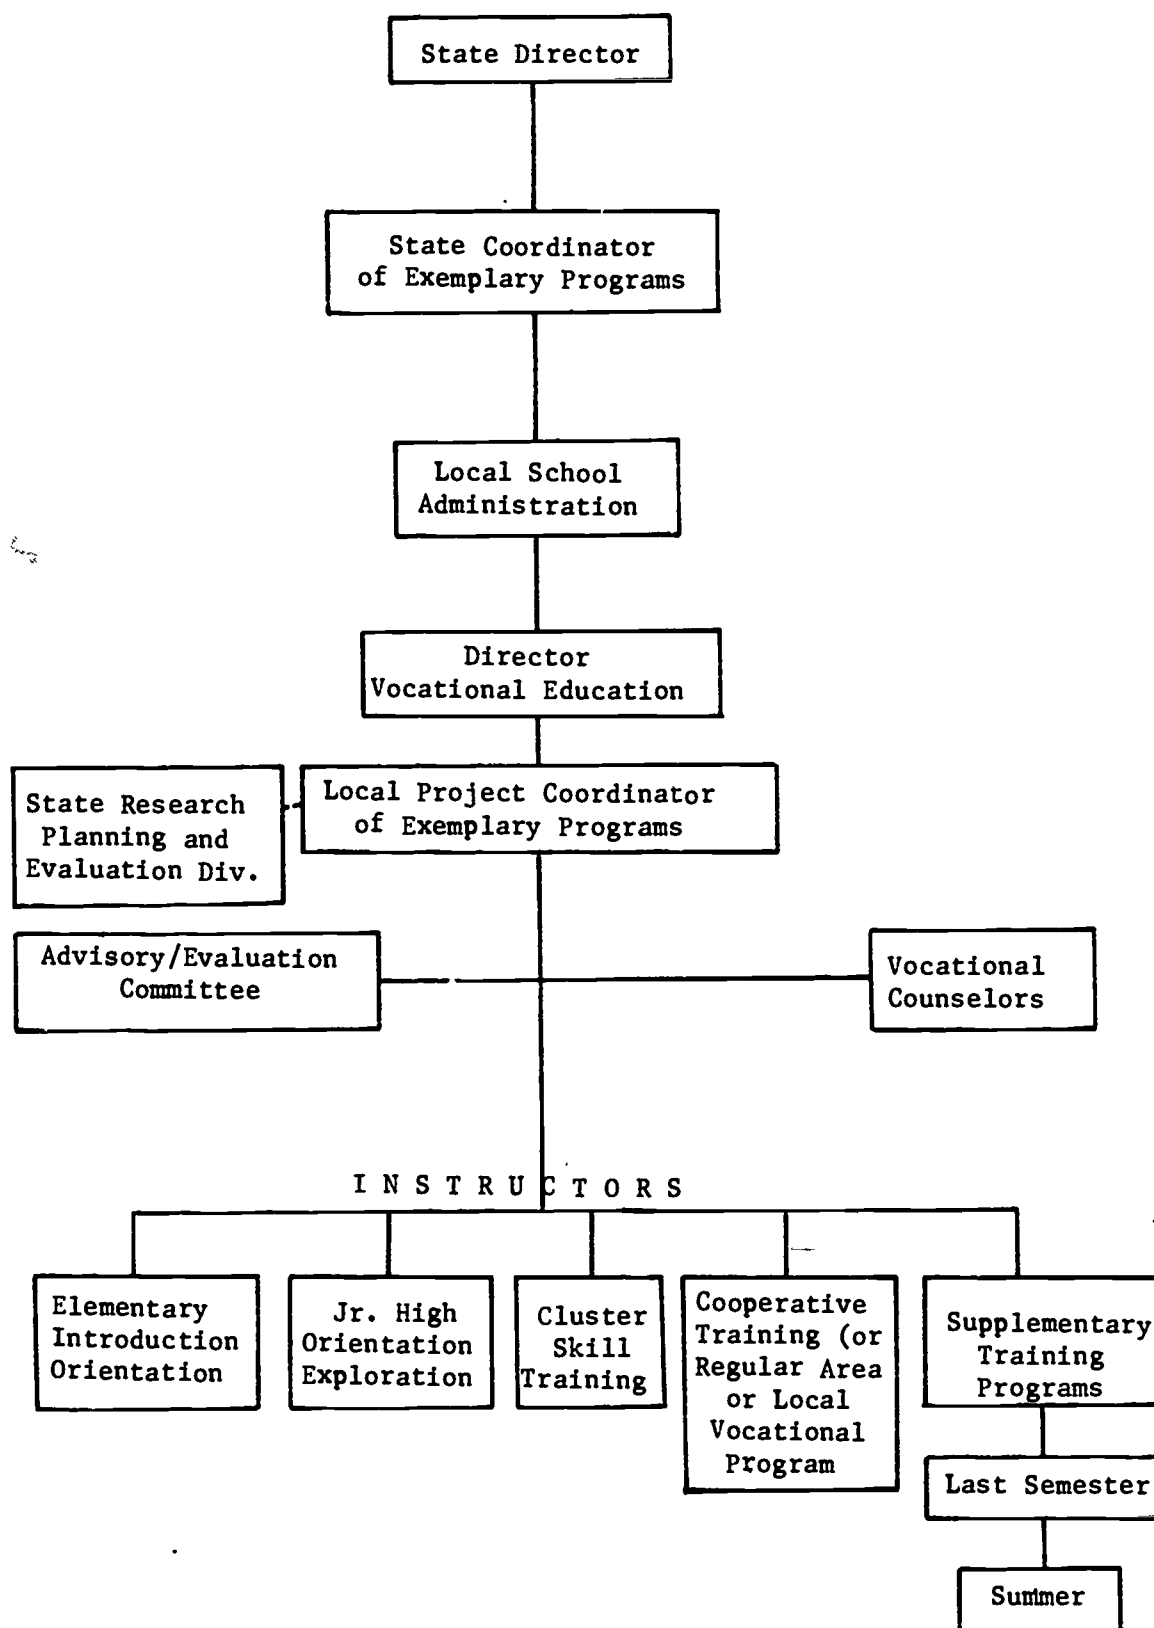 State Director
State Coordinator
of Exemplary Programs
Local School
Administration
Director
Vocational Education
State Research
Planning and
Evaluation Div.
Local Project Coordinator
of Exemplary Programs
Advisory/Evaluation
Committee
Vocational
Counselors
I N S T R U C T O R S
Elementary
Introduction
Orientation
Jr. High
Orientation
Exploration
Cluster
Skill
Training
Cooperative
Training (or
Regular Area
or Local
Vocational
Program
Supplementary
Training
Programs
Last Semester
Summer